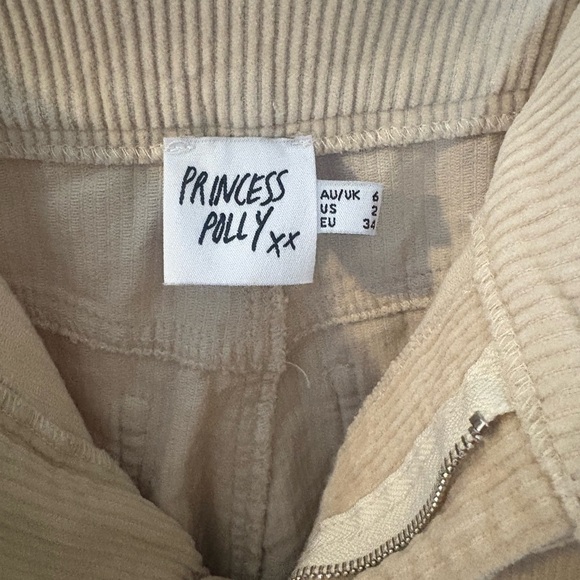 PRINCESS
POLLY xx
AU/UK 6
US 2
EU 34